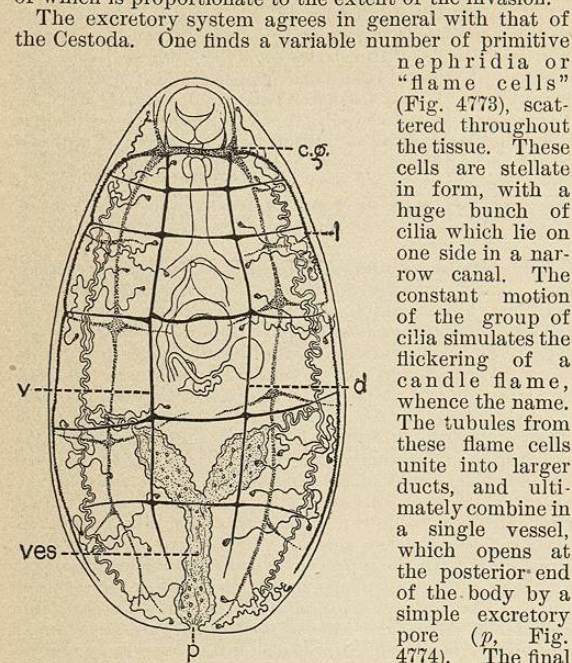 of which is proportionate to the extent of the invasion.
The excretory system agrees in general with that of
the Cestoda. One finds a variable number of primitive
nephridia or
“flame cells”
(Fig. 4773), scat-
tered throughout
the tissue. These
cells are stellate
in form, with a
huge bunch of
cilia which lie on
one side in a nar-
row canal. The
constant motion
of the group of
cilia simulates the
flickering of a
candle flame,
whence the name.
The tubules from
these flame cells
unite into larger
ducts, and ulti-
mately combine in
a single vessel,
which opens at
the posterior end
of the body by a
simple excretory
pore (p, Fig.
4774). The final
c.g.
l
v
d
ves
p